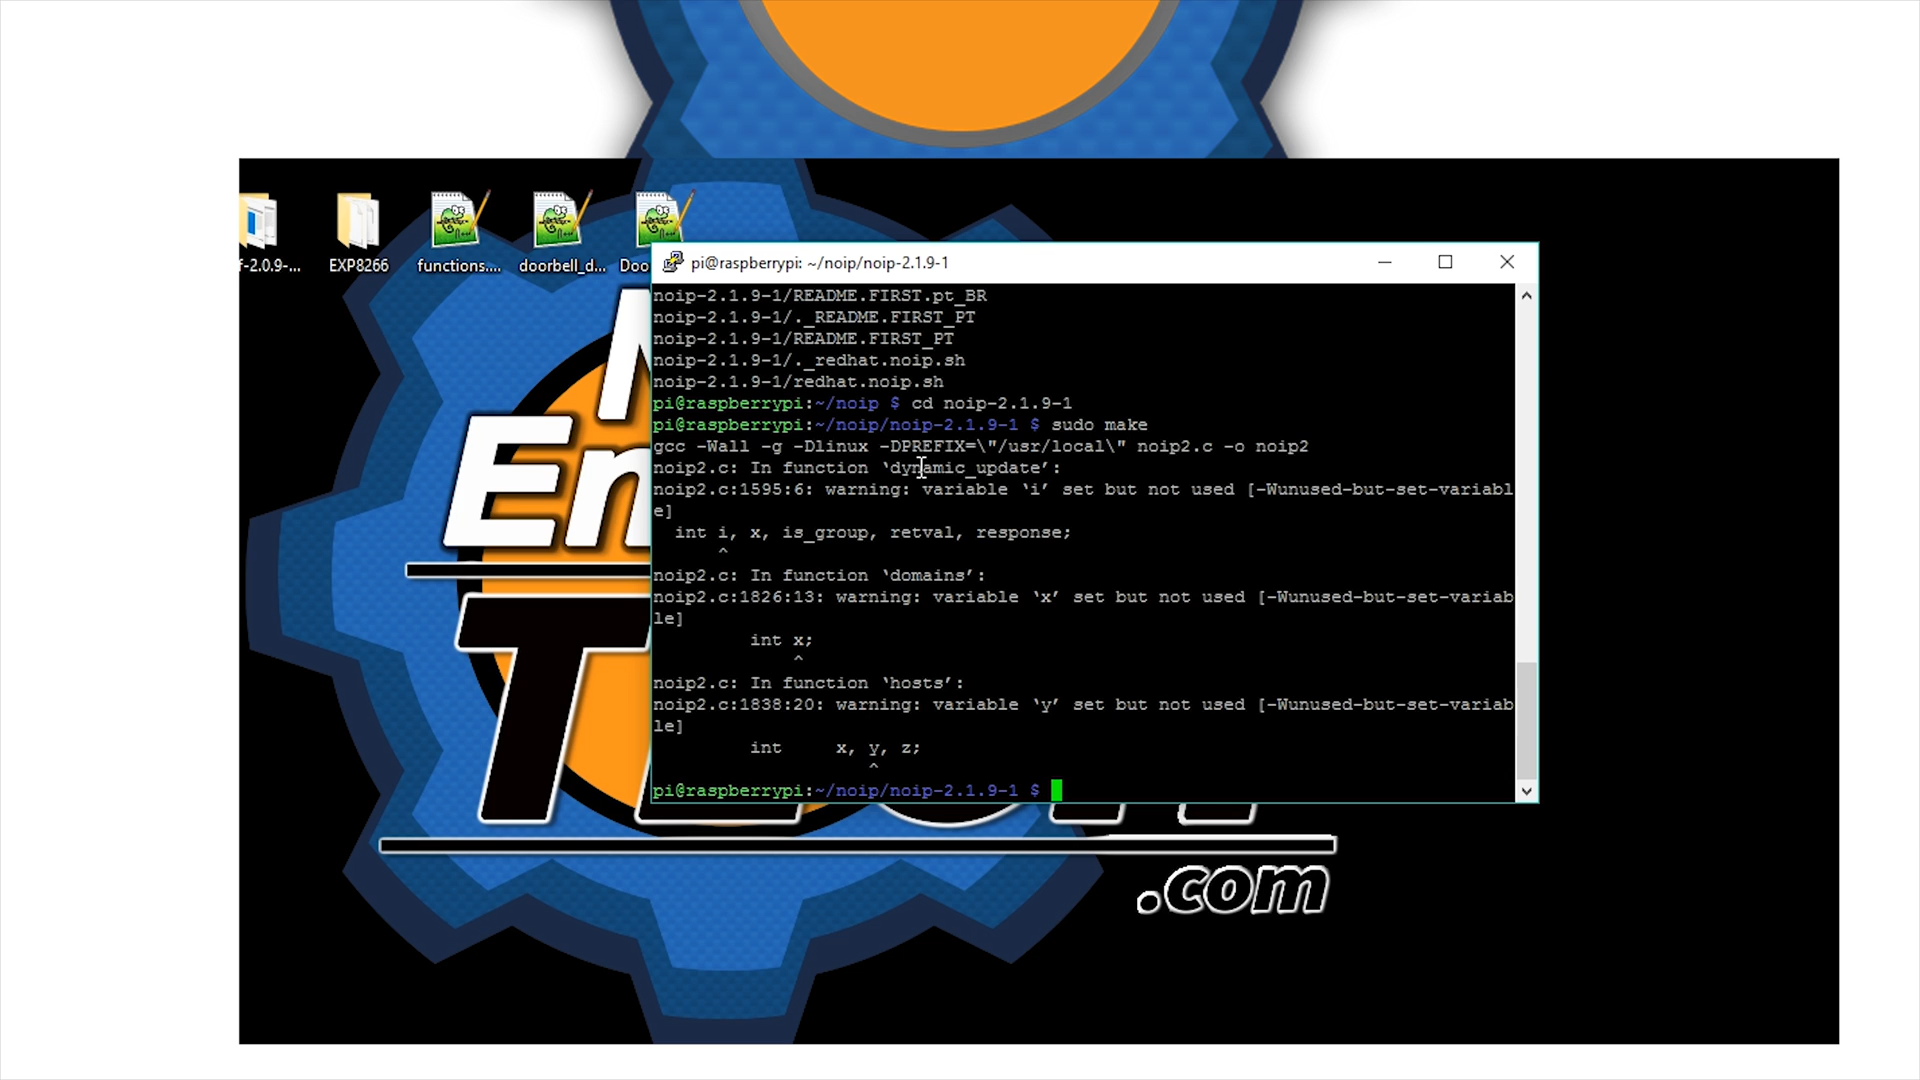 f-2.0.9-...
EXP8266
functions....
doorbell_d...
Doo
pi@raspberrypi: ~/noip/noip-2.1.9-1
noip-2.1.9-1/README.FIRST.pt_BR
noip-2.1.9-1/._README.FIRST_PT
noip-2.1.9-1/README.FIRST_PT
noip-2.1.9-1/._redhat.noip.sh
noip-2.1.9-1/redhat.noip.sh
pi@raspberrypi:~/noip $ cd noip-2.1.9-1
pi@raspberrypi:~/noip/noip-2.1.9-1 $ sudo make
gcc -Wall -g -Dlinux -DPREFIX=\"/usr/local\" noip2.c -o noip2
noip2.c: In function ‘dynamic_update’:
noip2.c:1595:6: warning: variable ‘i’ set but not used [-Wunused-but-set-variabl
e]
int i, x, is_group, retval, response;
^
noip2.c: In function ‘domains’:
noip2.c:1826:13: warning: variable ‘x’ set but not used [-Wunused-but-set-variab
le]
int x;
^
noip2.c: In function ‘hosts’:
noip2.c:1838:20: warning: variable ‘y’ set but not used [-Wunused-but-set-variab
le]
int     x, y, z;
^
pi@raspberrypi:~/noip/noip-2.1.9-1 $
.com